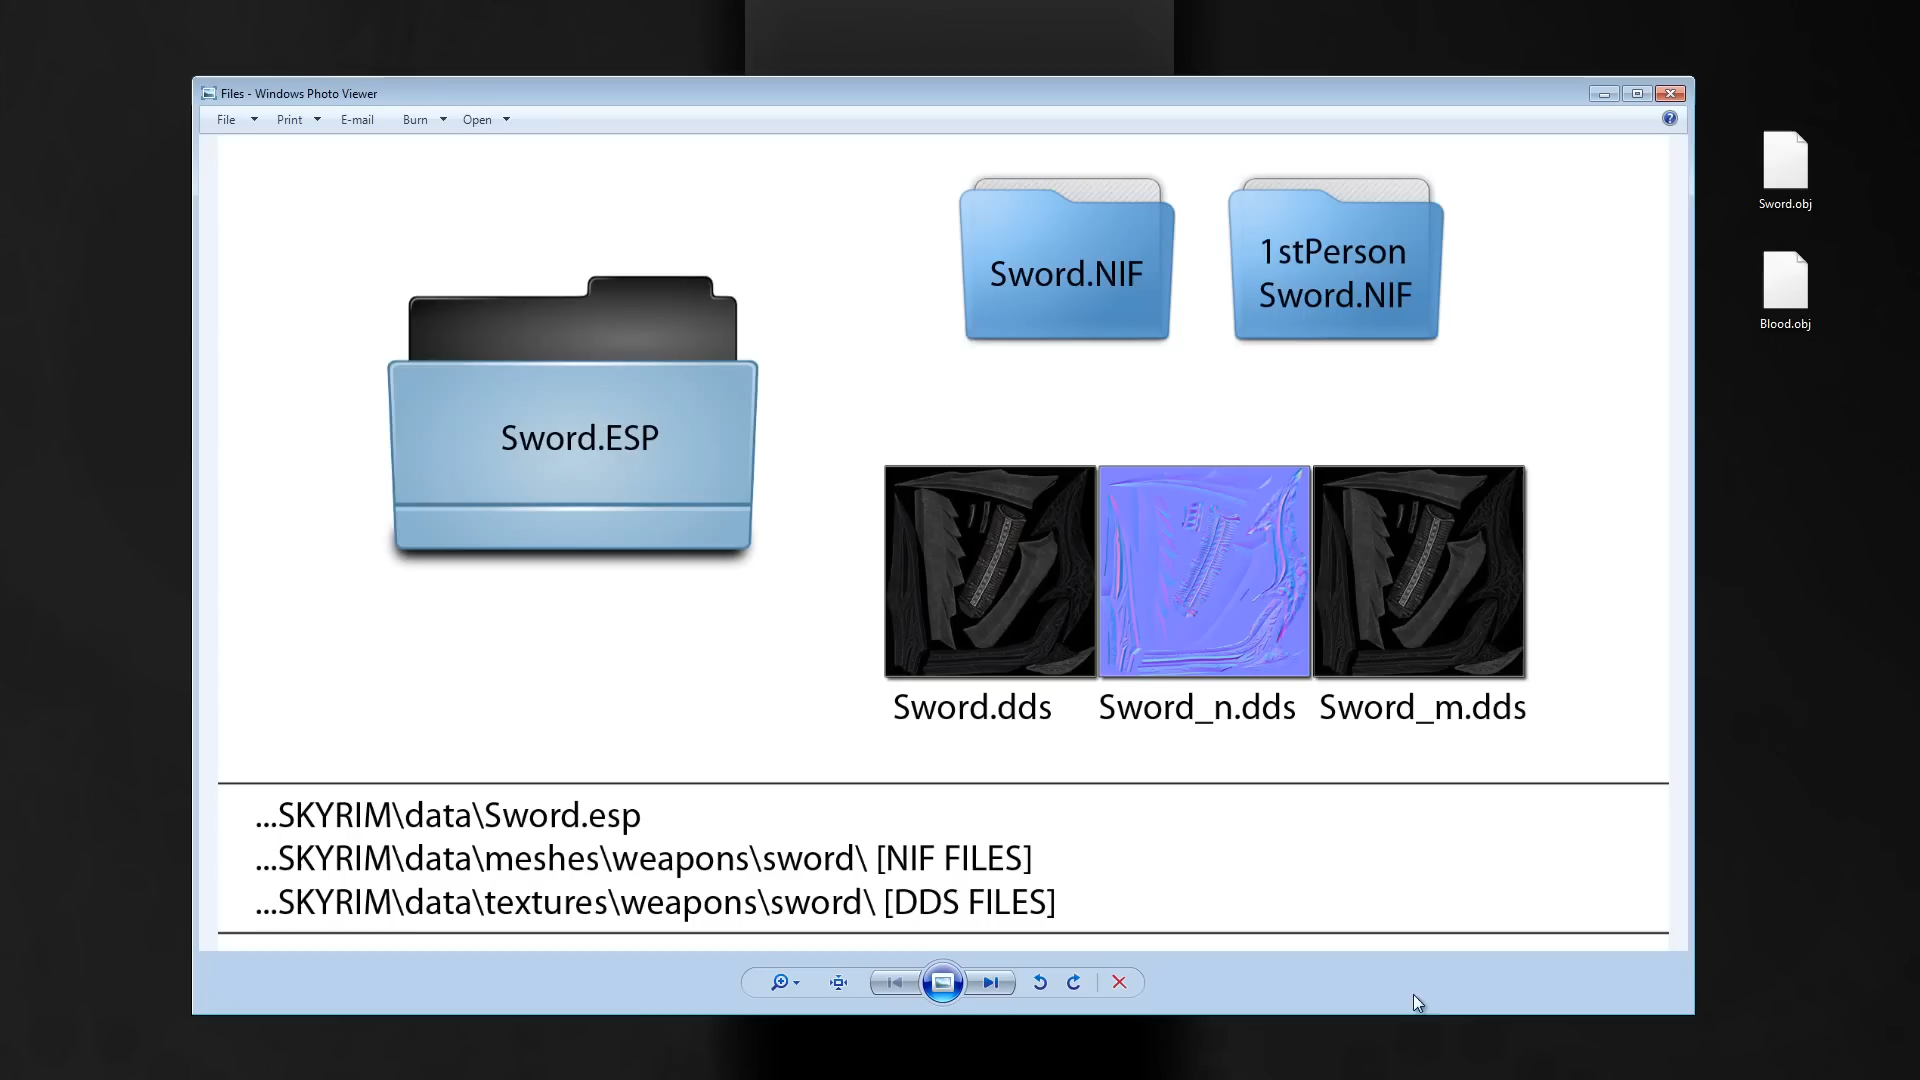 Files - Windows Photo Viewer
File Print E-mail Burn Open
Sword.obj
Blood.obj
Sword.ESP
Sword.NIF
1stPerson
Sword.NIF
Sword.dds
Sword_n.dds
Sword_m.dds
...SKYRIM\data\Sword.esp
...SKYRIM\data\meshes\weapons\sword\ [NIF FILES]
...SKYRIM\data\textures\weapons\sword\ [DDS FILES]